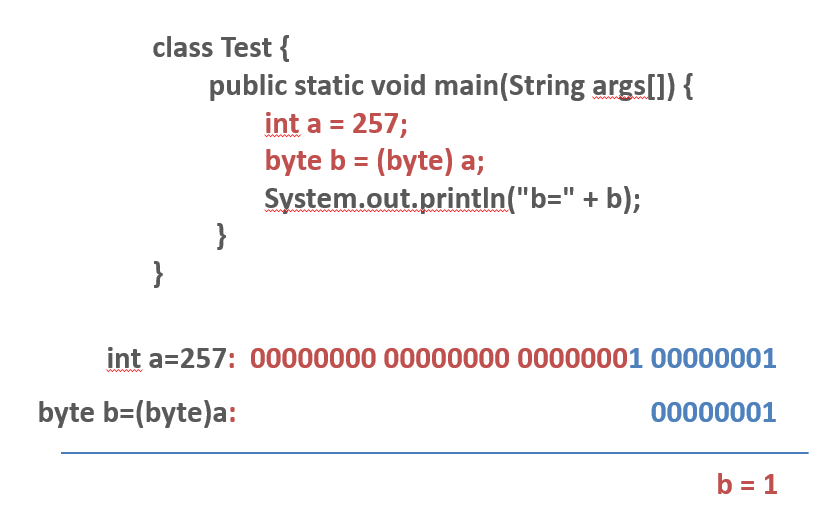 class Test {
public static void main(String args[]) {
int a = 257;
byte b = (byte) a;
System.out.println("b=" + b);
}
}
int a=257: 00000000 00000000 00000001 00000001
byte b=(byte)a: 00000001
b = 1